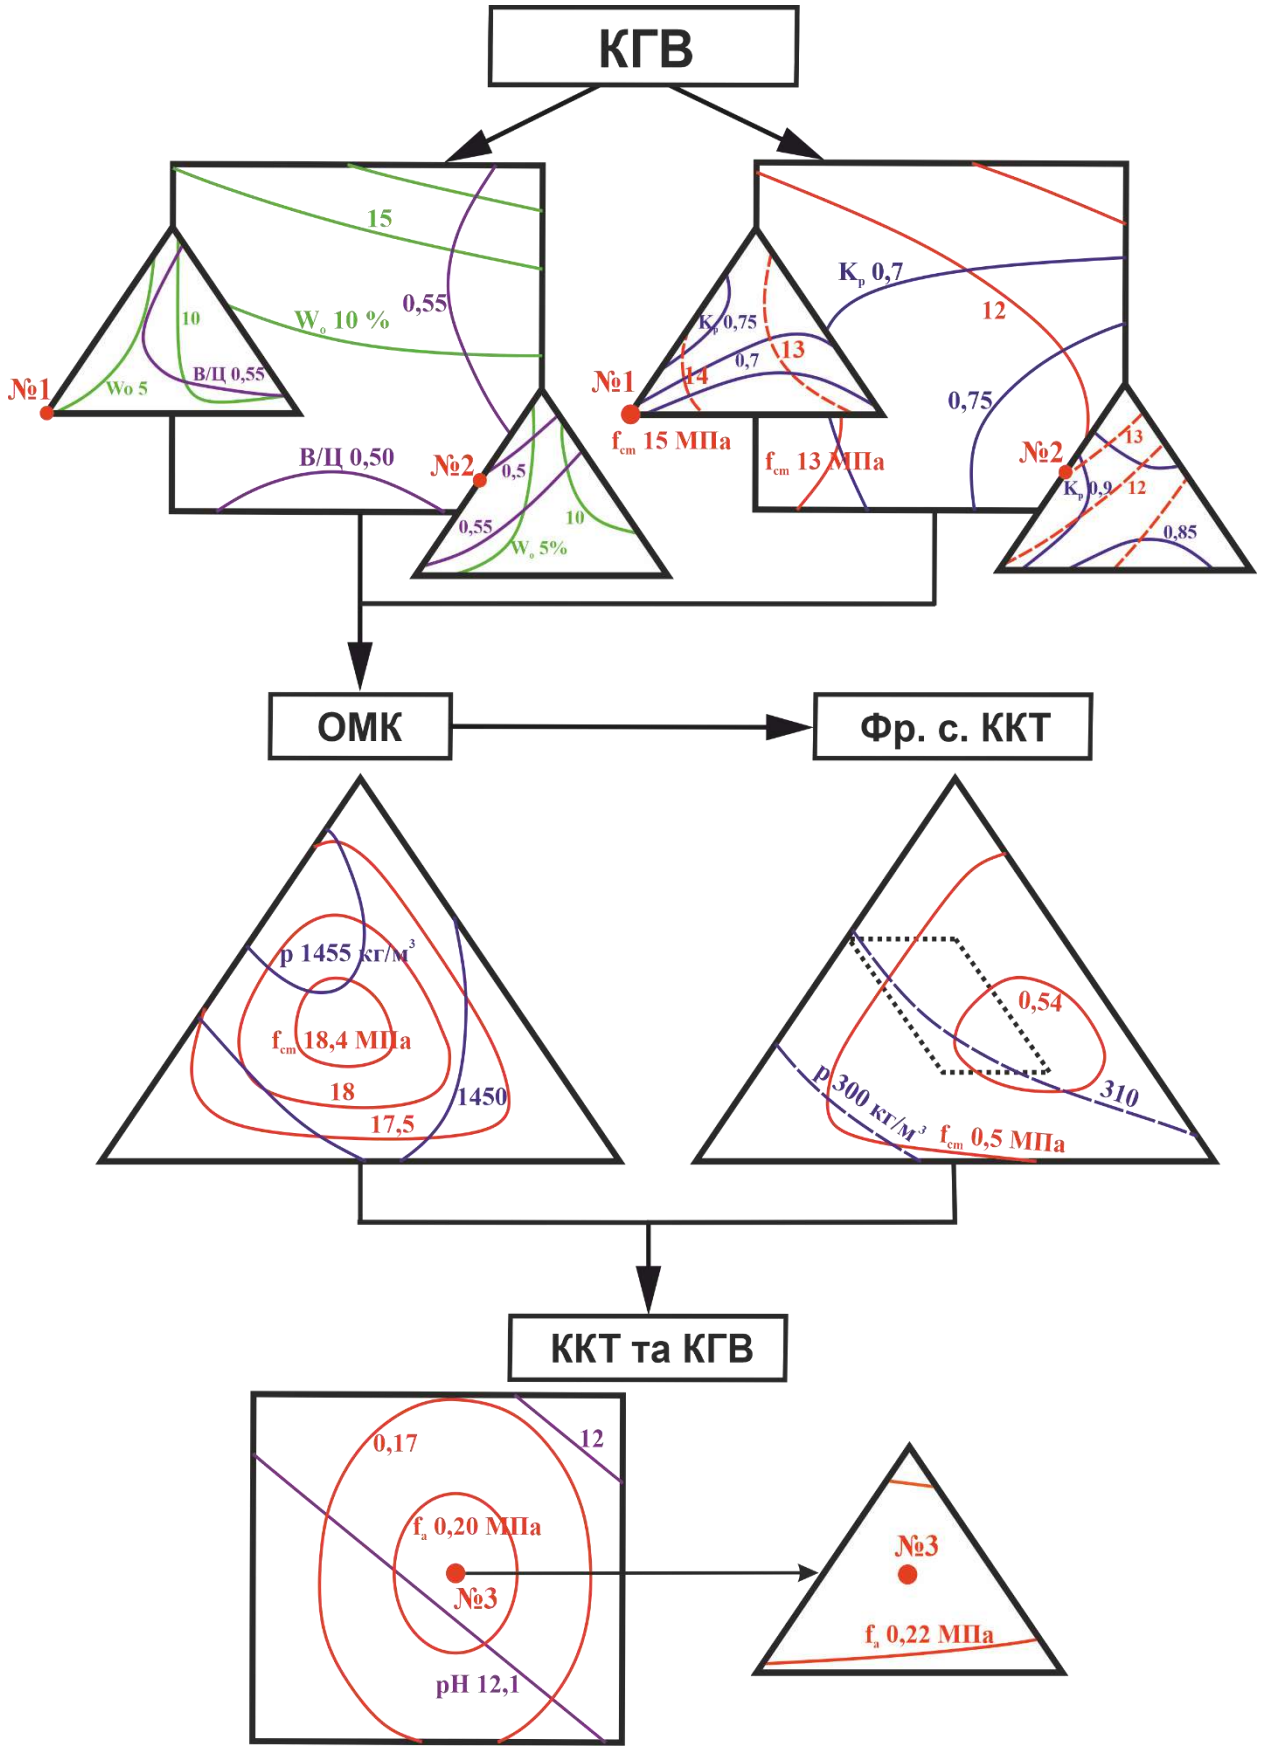 КГВ
15
W₀ 10 %
0,55
10
В/Ц 0,55
Wo 5
№1
В/Ц 0,50
№2
0,5
0,55
10
W₀ 5%
Kр 0,7
12
Kр 0,75
0,7
13
14
№1
fcm 15 МПа
0,75
fcm 13 МПа
№2
13
Kр 0,9
12
0,85
ОМК
Фр. с. ККТ
р 1455 кг/м³
fcm 18,4 МПа
18
17,5
1450
0,54
р 300 кг/м³
310
fcm 0,5 МПа
ККТ та КГВ
0,17
12
fa 0,20 МПа
№3
рН 12,1
№3
fa 0,22 МПа